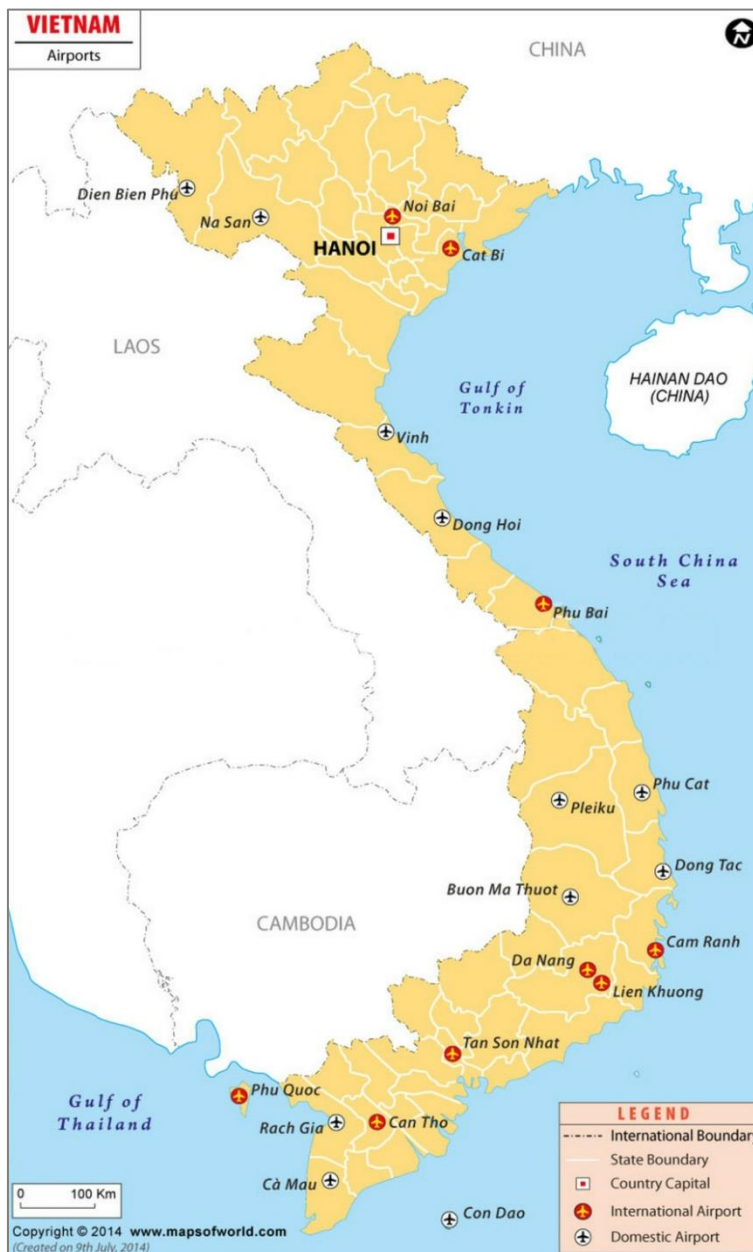 VIETNAM
Airports
CHINA
N
Dien Bien Phú
Na San
Noi Bai
HANOI
Cat Bi
LAOS
Gulf of
Tonkin
HAINAN DAO
(CHINA)
Vinh
Dong Hoi
South China
Sea
Phu Bai
Phu Cat
Pleiku
Dong Tac
Buon Ma Thuot
CAMBODIA
Cam Ranh
Da Nang
Lien Khuong
Tan Son Nhat
Phu Quoc
Gulf of
Thailand
Rach Gia
Can Tho
Cà Mau
Con Dao
LEGEND
International Boundary
State Boundary
Country Capital
International Airport
Domestic Airport
0 100 Km
Copyright © 2014 www.mapsofworld.com
(Created on 9th July, 2014)